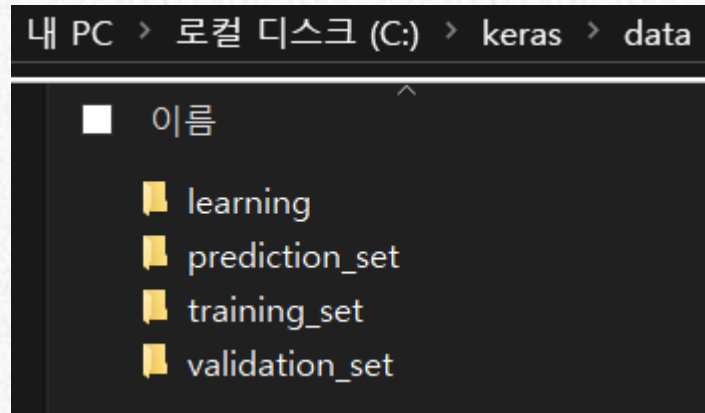 내 PC > 로컬 디스크 (C:) > keras > data
이름
learning
prediction_set
training_set
validation_set